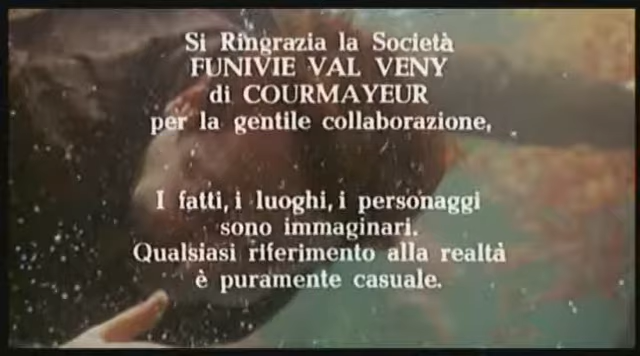 Si Ringrazia la Società
FUNIVIE VAL VENY
di COURMAYEUR
per la gentile collaborazione,
I fatti, i luoghi, i personaggi
sono immaginari.
Qualsiasi riferimento alla realtà
è puramente casuale.